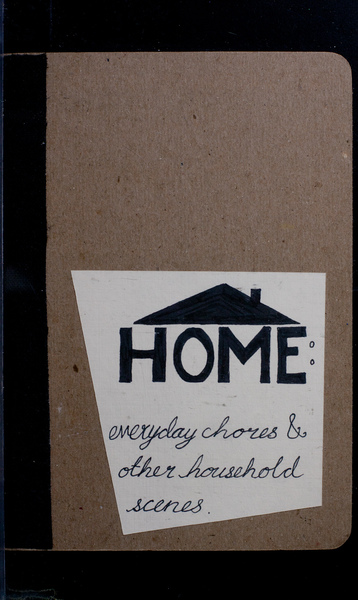 HOME:
everyday chores &
other household
scenes.